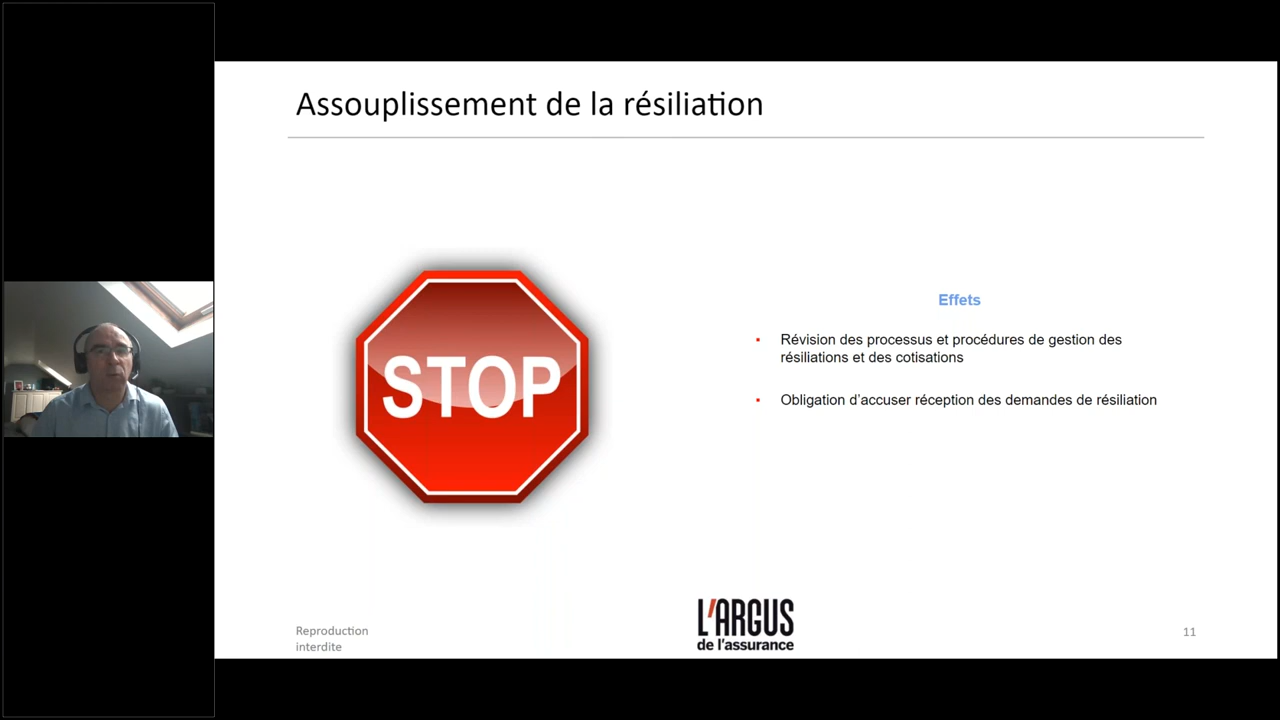 Assouplissement de la résiliation
STOP
Effets
▪ Révision des processus et procédures de gestion des
résiliations et des cotisations
▪ Obligation d’accuser réception des demandes de résiliation
Reproduction
interdite
L'ARGUS
de l'assurance
11